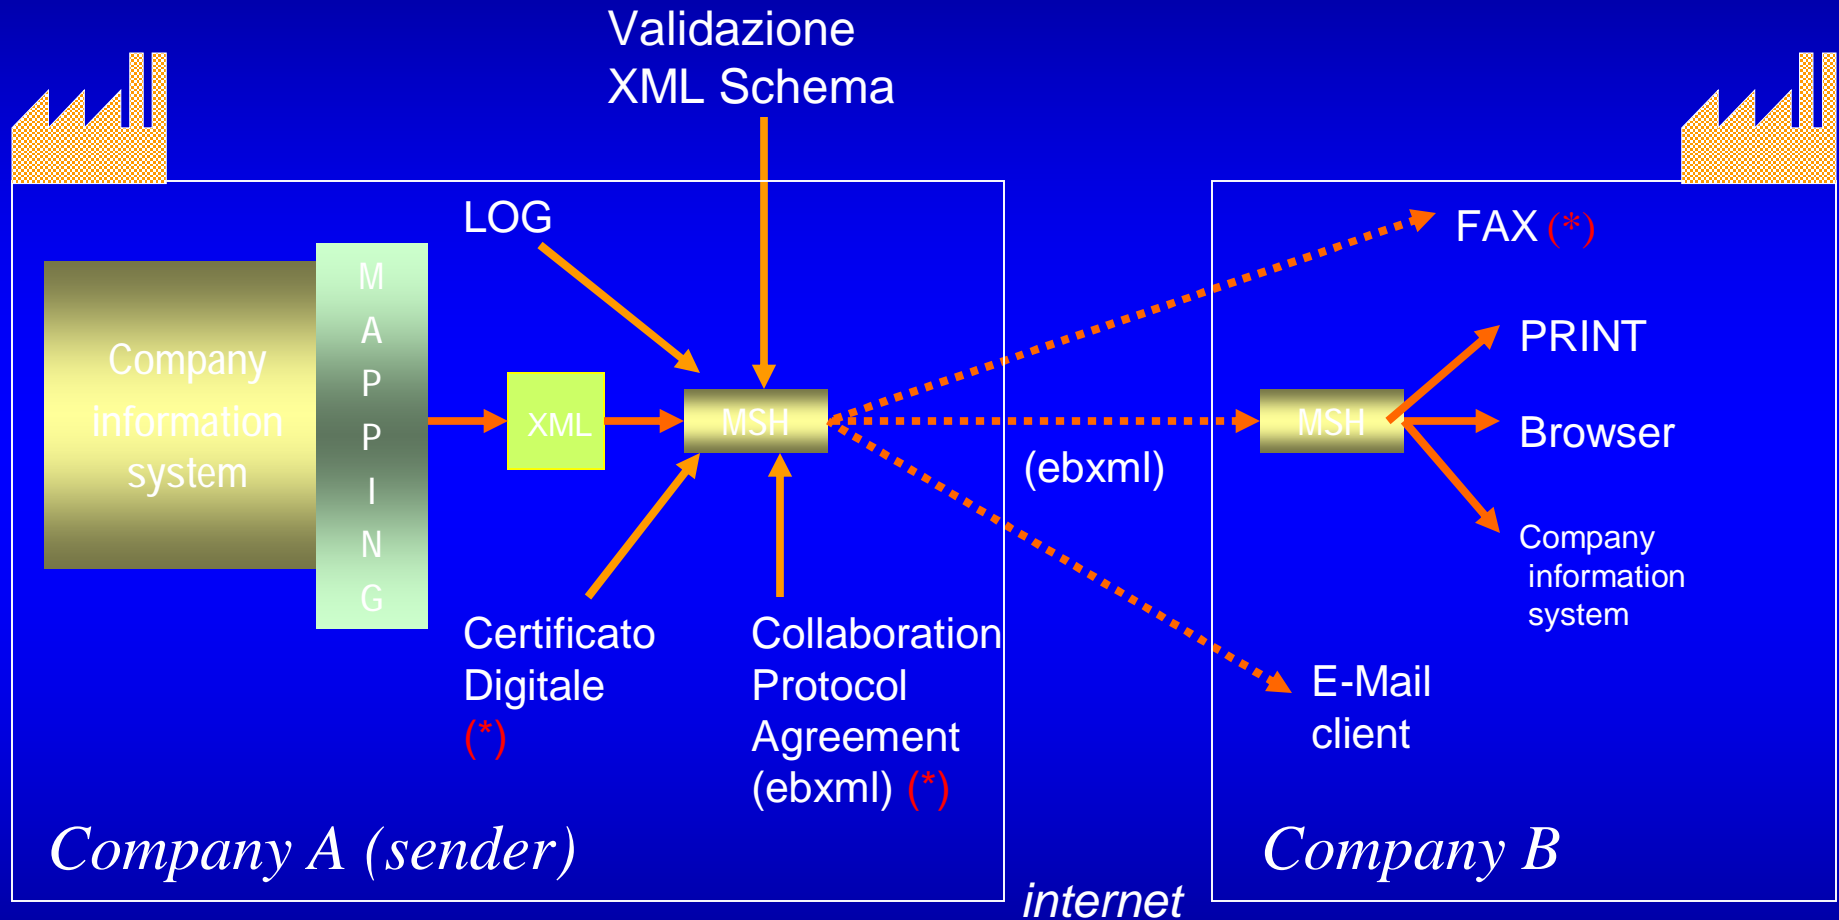 Validazione
XML Schema
LOG
Company
information
system
M
A
P
P
I
N
G
XML
MSH
Certificato
Digitale
(*)
Collaboration
Protocol
Agreement
(ebxml) (*)
Company A (sender)
(ebxml)
internet
FAX (*)
MSH
PRINT
Browser
Company
information
system
E-Mail
client
Company B